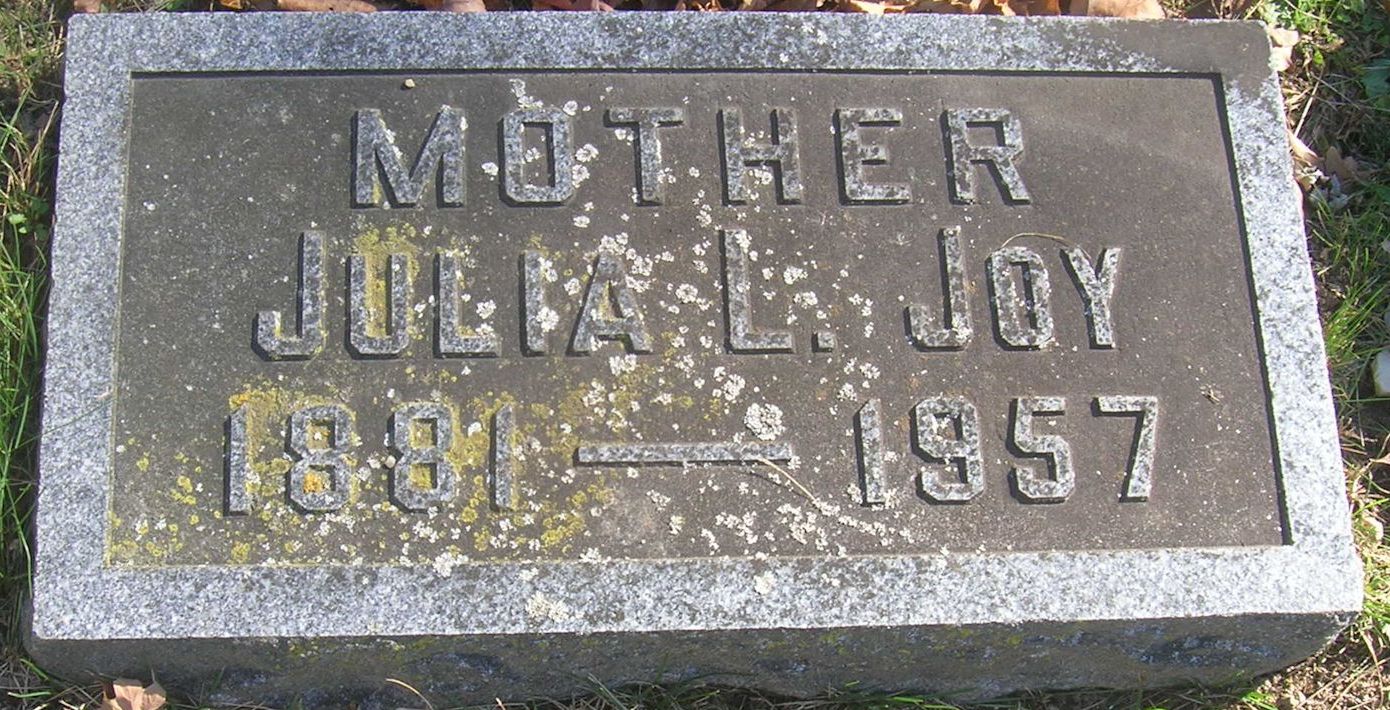 MOTHER
JULIA L. JOY
1881 — 1957